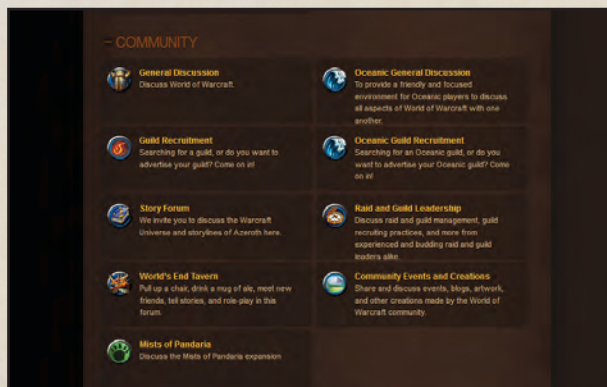 – COMMUNITY
General Discussion
Discuss World of Warcraft.
Oceanic General Discussion
To provide a friendly and focused
environment for Oceanic players to discuss
all aspects of World of Warcraft with one
another.
Guild Recruitment
Searching for a guild, or do you want to
advertise your guild? Come on in!
Oceanic Guild Recruitment
Searching for an Oceanic guild, or do you
want to advertise your Oceanic guild? Come
on in!
Story Forum
We invite you to discuss the Warcraft
Universe and storylines of Azeroth here.
Raid and Guild Leadership
Discuss raid and guild management, guild
recruiting practices, and more from
experienced and budding raid and guild
leaders alike.
World's End Tavern
Pull up a chair, drink a mug of ale, meet new
friends, tell stories, and role-play in this
forum.
Community Events and Creations
Share and discuss events, blogs, artwork,
and other creations made by the World of
Warcraft community.
Mists of Pandaria
Discuss the Mists of Pandaria expansion